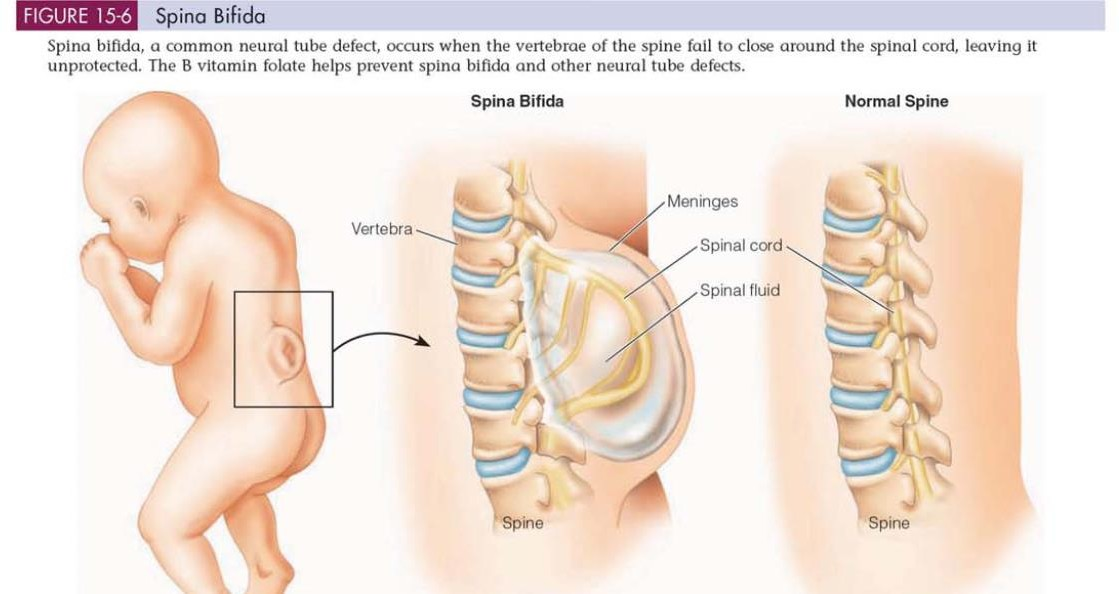 FIGURE 15-6 Spina Bifida
Spina bifida, a common neural tube defect, occurs when the vertebrae of the spine fail to close around the spinal cord, leaving it
unprotected. The B vitamin folate helps prevent spina bifida and other neural tube defects.
Spina Bifida
Normal Spine
Meninges
Vertebra
Spinal cord
Spinal fluid
Spine
Spine